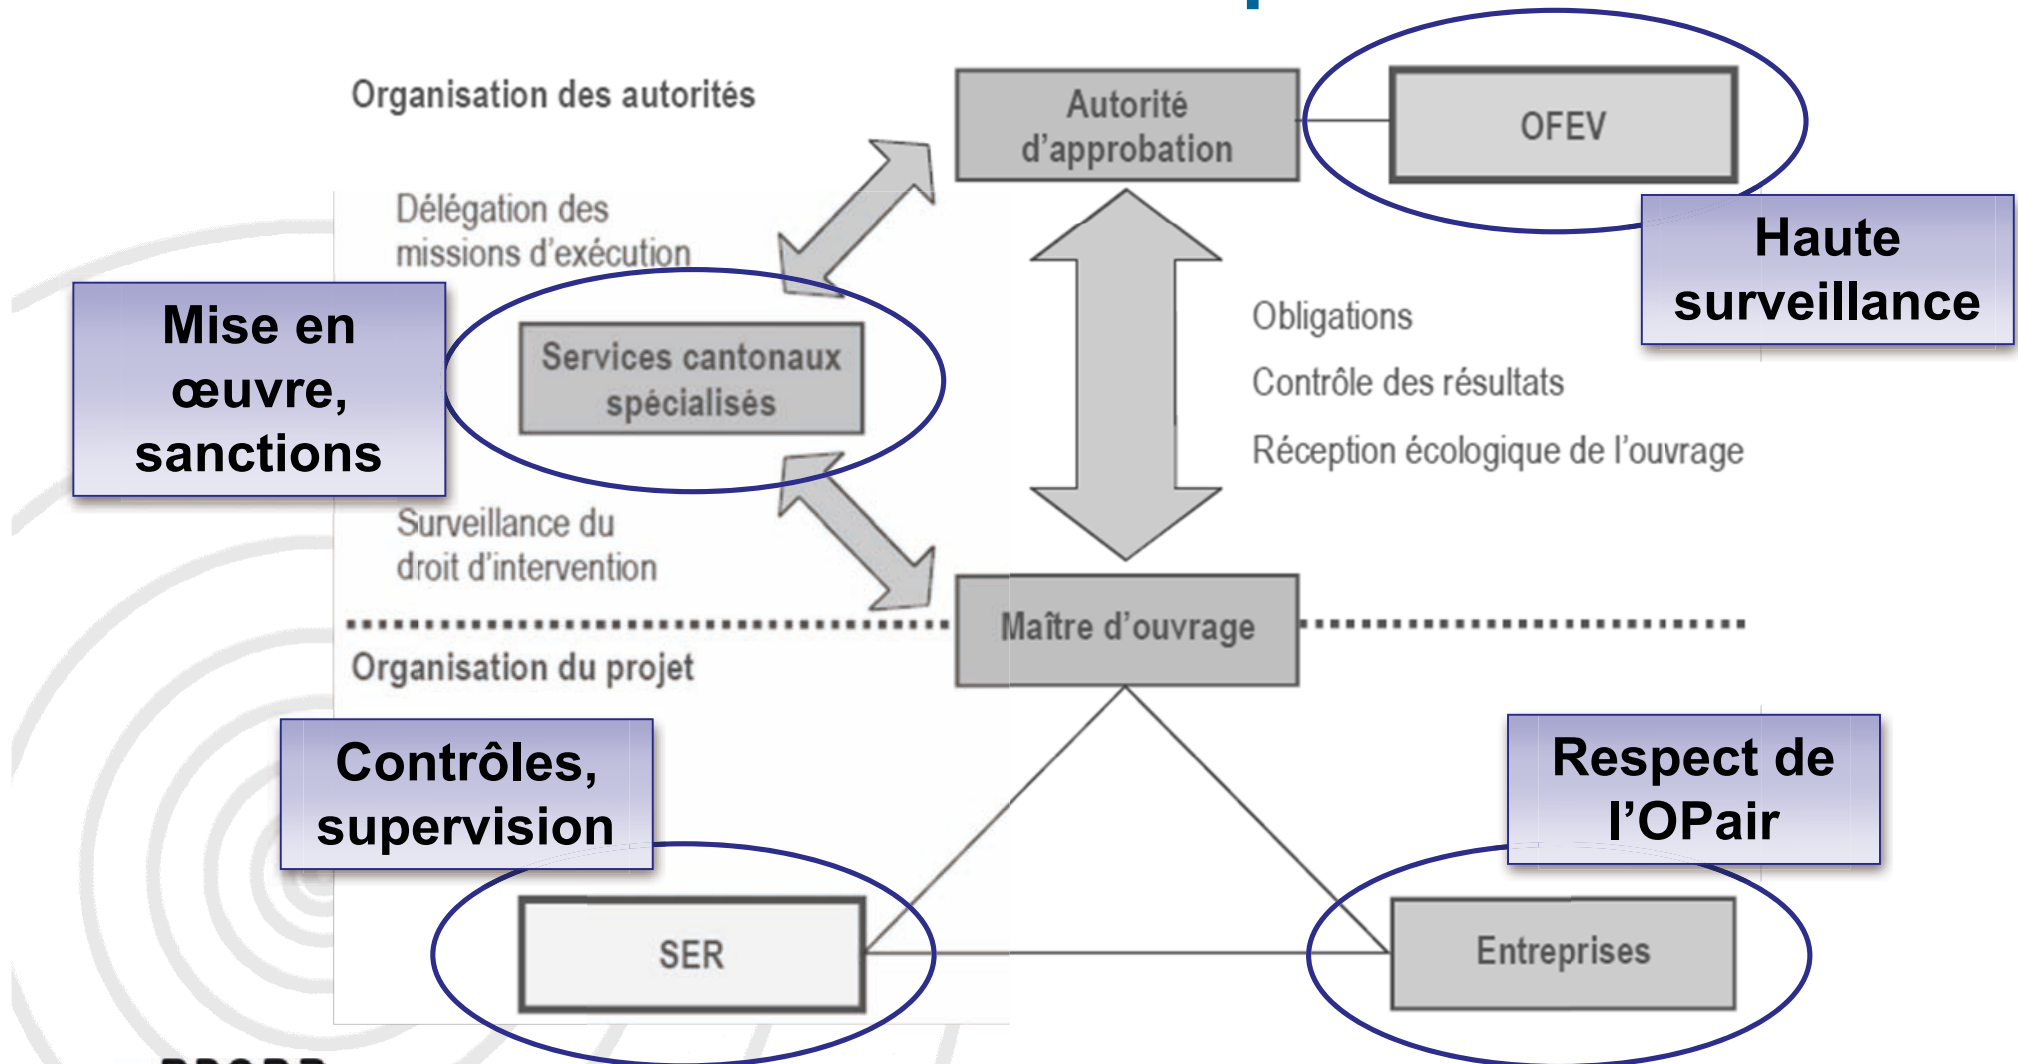 Organisation des autorités
Autorité
d'approbation
OFEV
Délégation des
missions d'exécution
Haute
surveillance
Mise en
œuvre,
sanctions
Services cantonaux
spécialisés
Obligations
Contrôle des résultats
Réception écologique de l'ouvrage
Surveillance du
droit d'intervention
Maître d'ouvrage
Organisation du projet
Contrôles,
supervision
Respect de
l'OPair
SER
Entreprises